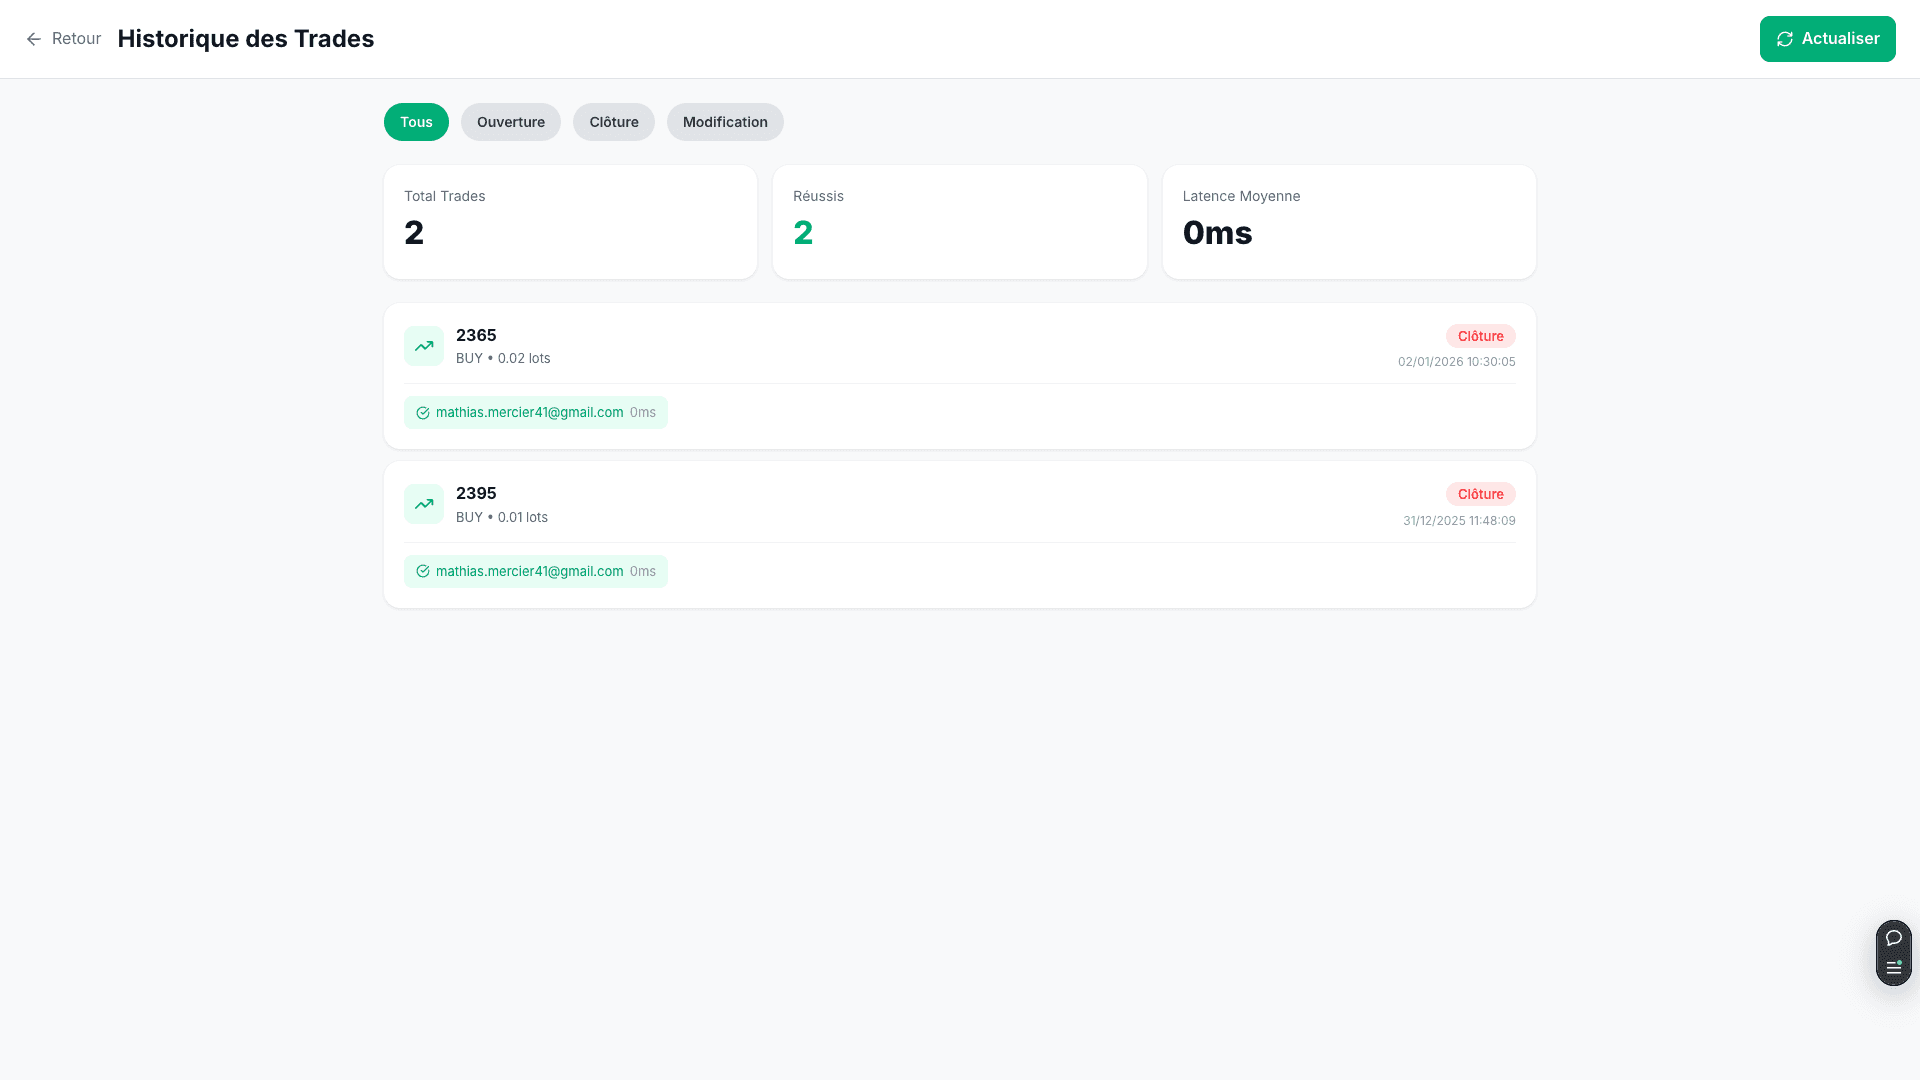 Retour
Historique des Trades
Actualiser
Tous
Ouverture
Clôture
Modification
Total Trades
2
Réussis
2
Latence Moyenne
0ms
2365
BUY • 0.02 lots
Clôture
02/01/2026 10:30:05
mathias.mercier41@gmail.com 0ms
2395
BUY • 0.01 lots
Clôture
31/12/2025 11:48:09
mathias.mercier41@gmail.com 0ms